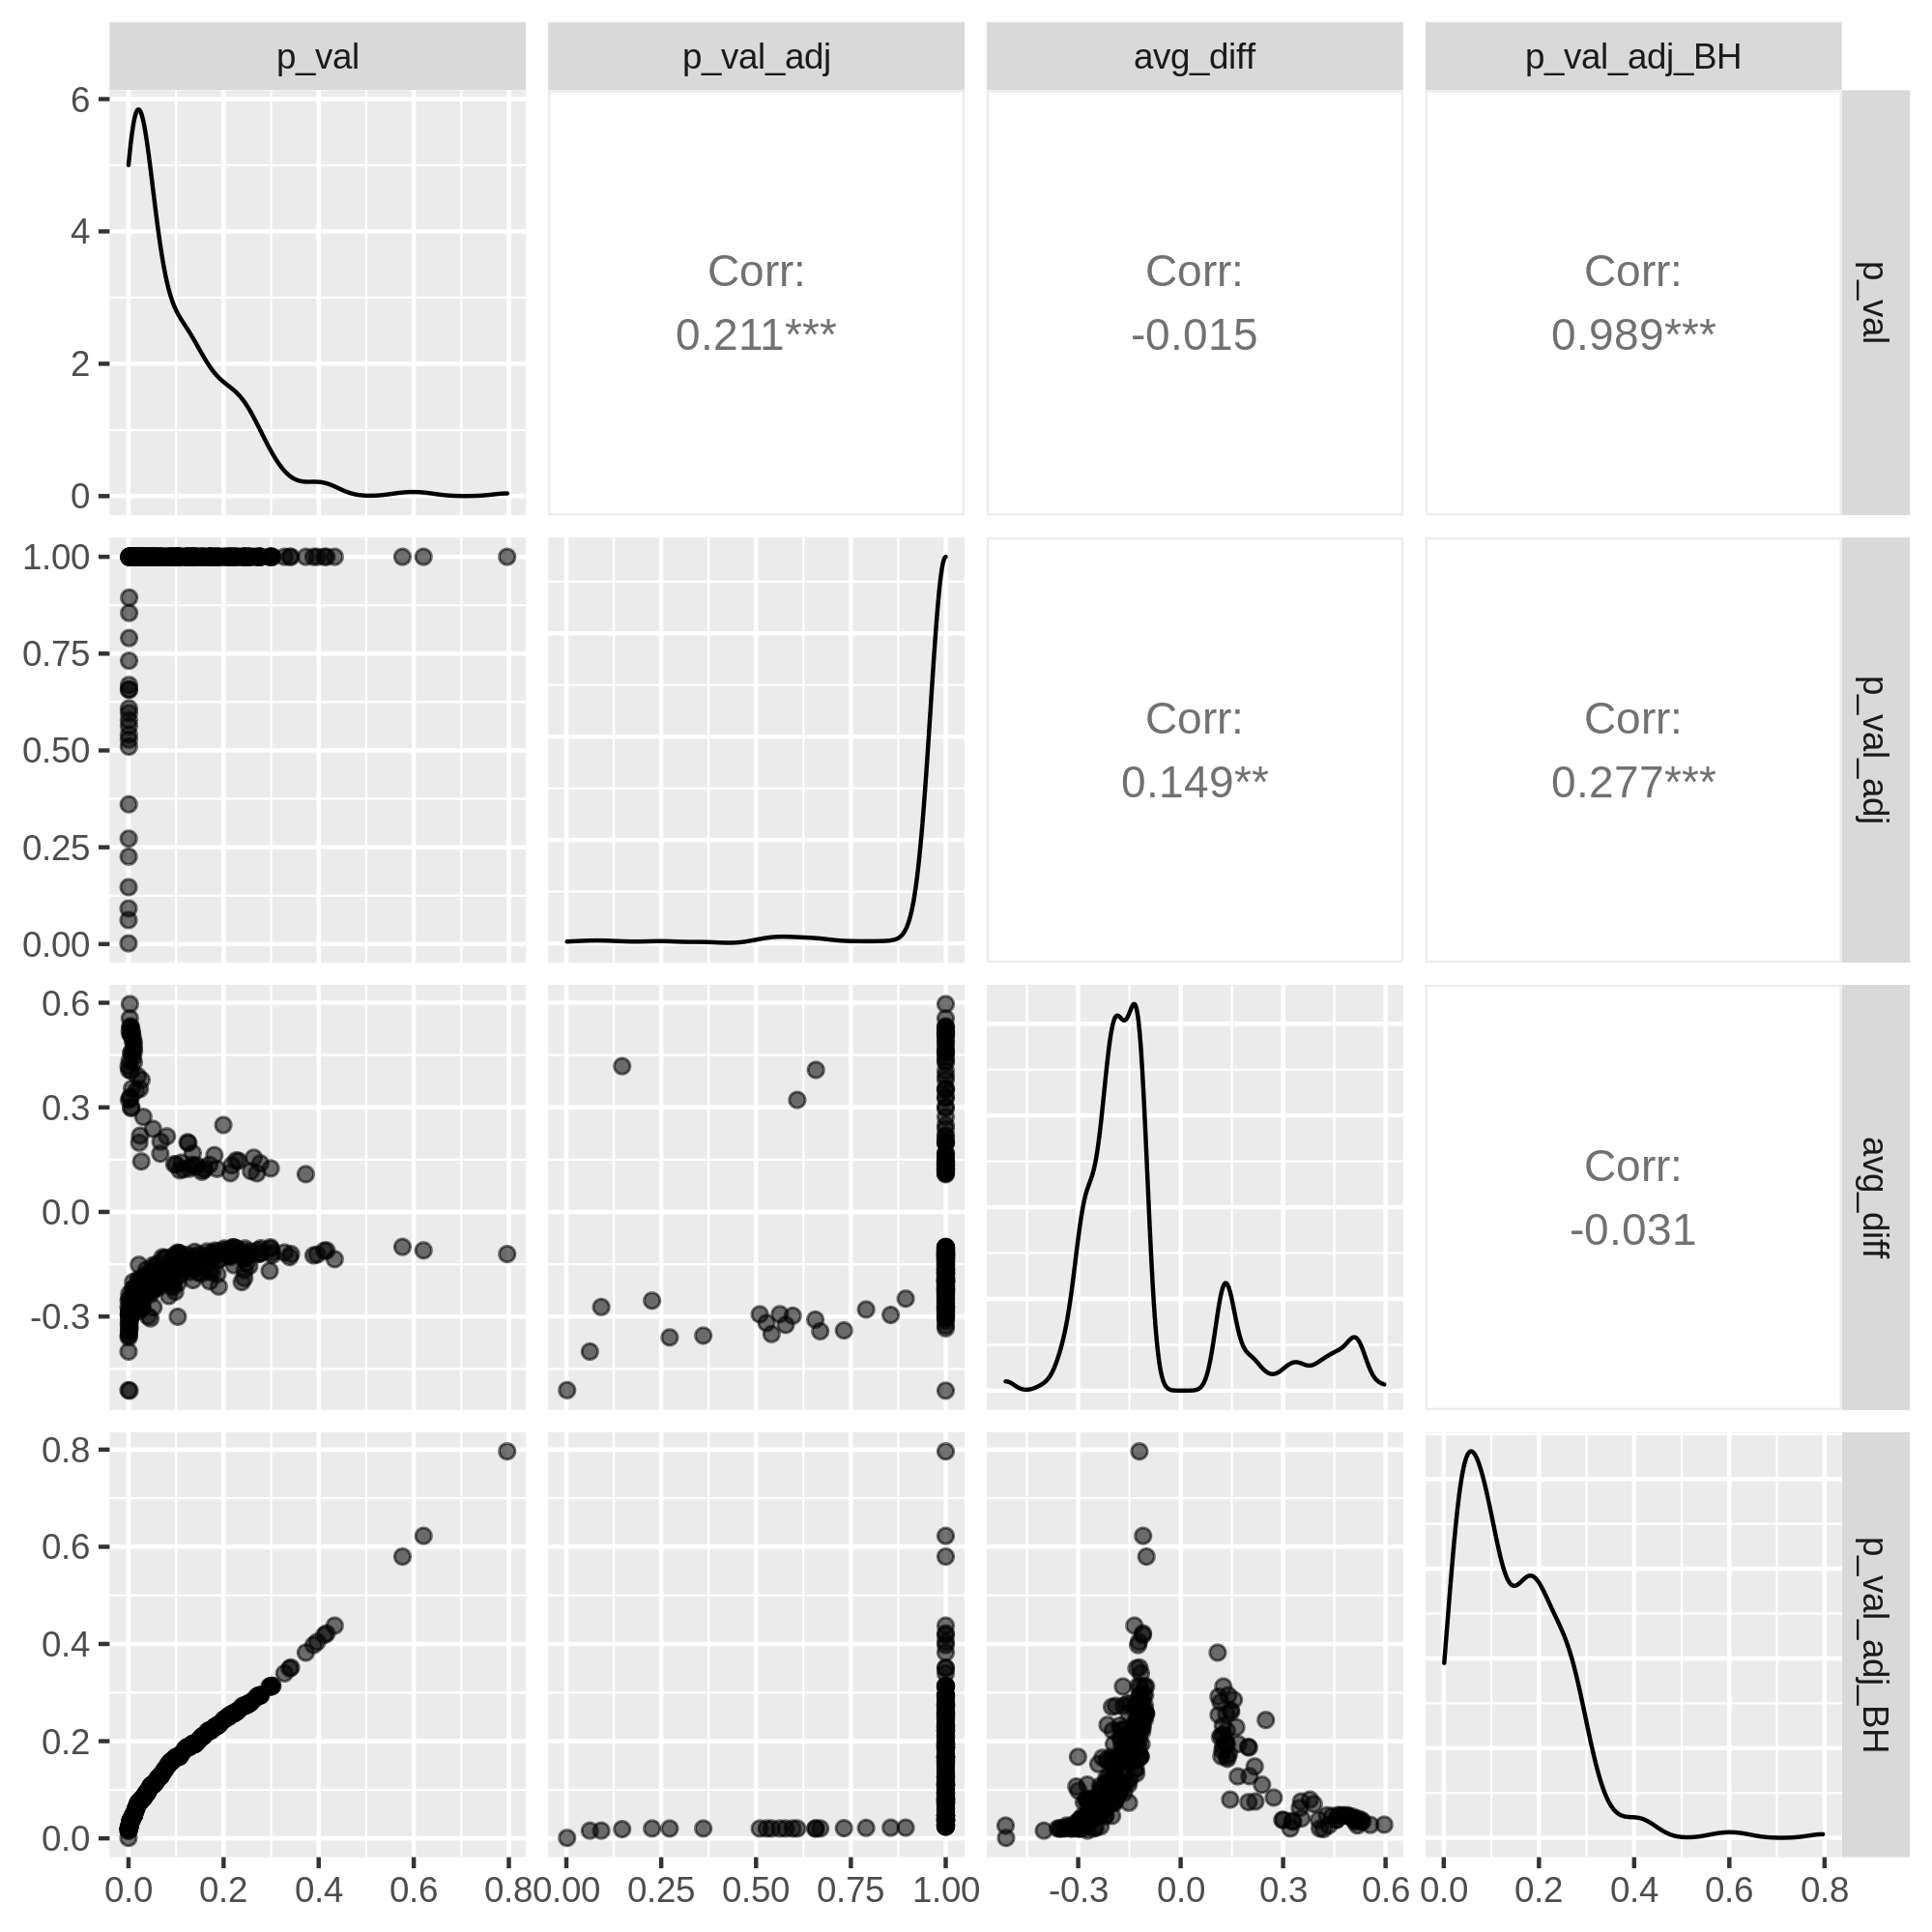 p_val
p_val_adj
avg_diff
p_val_adj_BH
6
4
2
0
Corr:
0.211***
Corr:
-0.015
Corr:
0.989***
p_val
1.00
0.75
0.50
0.25
0.00
Corr:
0.149**
Corr:
0.277***
p_val_adj
0.6
0.3
0.0
-0.3
Corr:
-0.031
avg_diff
0.8
0.6
0.4
0.2
0.0
p_val_adj_BH
0.0 0.2 0.4 0.6 0.8
0.00 0.25 0.50 0.75 1.00
-0.3 0.0 0.3 0.6
0.0 0.2 0.4 0.6 0.8